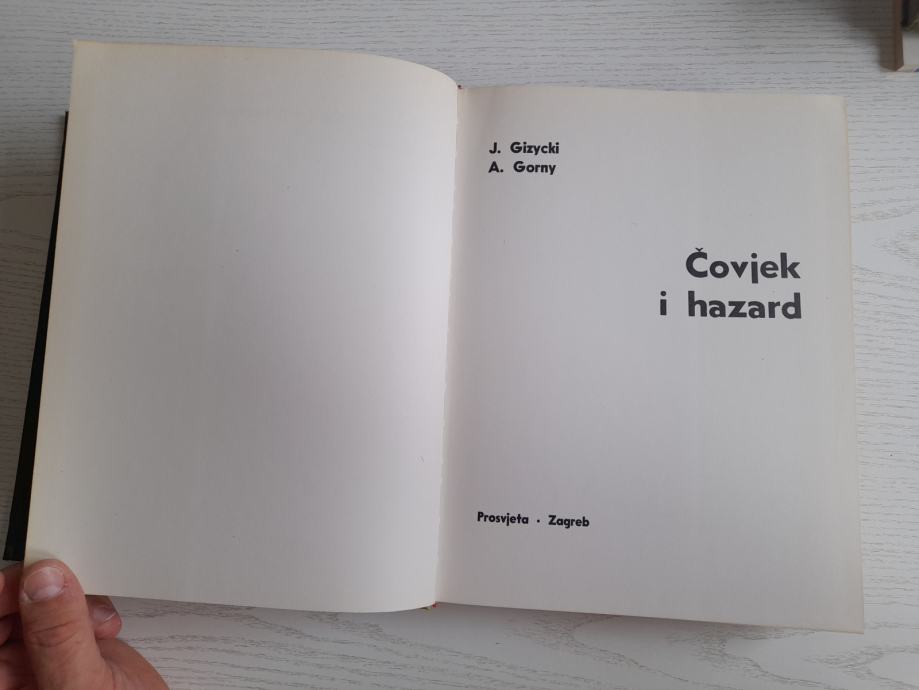 J. Gizycki
A. Gorny
Čovjek
i hazard
Prosvjeta · Zagreb